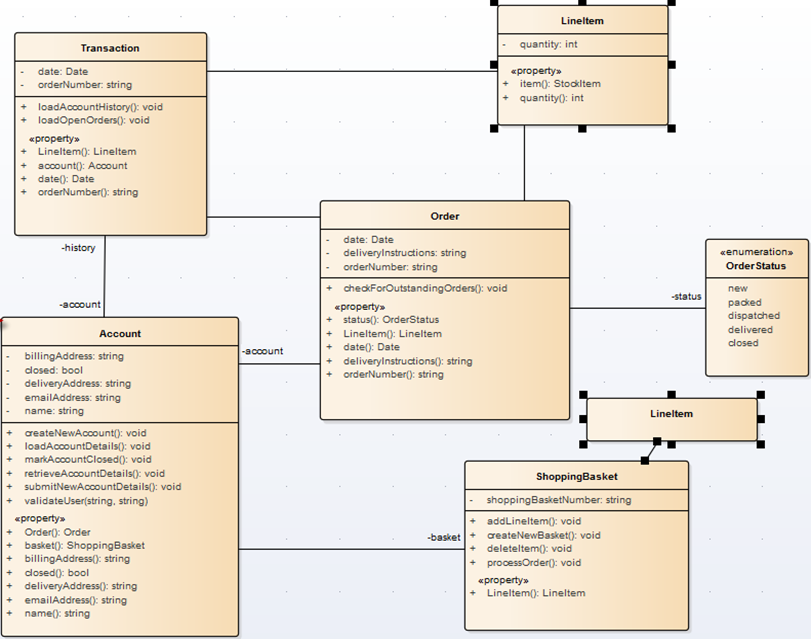 LineItem
- quantity: int
«property»
+ item(): StockItem
+ quantity(): int
Transaction
- date: Date
- orderNumber: string
+ loadAccountHistory(): void
+ loadOpenOrders(): void
«property»
+ LineItem(): LineItem
+ account(): Account
+ date(): Date
+ orderNumber(): string
-history
-account
Order
- date: Date
- deliveryInstructions: string
- orderNumber: string
+ checkForOutstandingOrders(): void
«property»
+ status(): OrderStatus
+ LineItem(): LineItem
+ date(): Date
+ deliveryInstructions(): string
+ orderNumber(): string
-status
«enumeration»
OrderStatus
new
packed
dispatched
delivered
closed
-account
Account
- billingAddress: string
- closed: bool
- deliveryAddress: string
- emailAddress: string
- name: string
+ createNewAccount(): void
+ loadAccountDetails(): void
+ markAccountClosed(): void
+ retrieveAccountDetails(): void
+ submitNewAccountDetails(): void
+ validateUser(string, string)
«property»
+ Order(): Order
+ basket(): ShoppingBasket
+ billingAddress(): string
+ closed(): bool
+ deliveryAddress(): string
+ emailAddress(): string
+ name(): string
-basket
LineItem
ShoppingBasket
- shoppingBasketNumber: string
+ addLineItem(): void
+ createNewBasket(): void
+ deleteItem(): void
+ processOrder(): void
«property»
+ LineItem(): LineItem